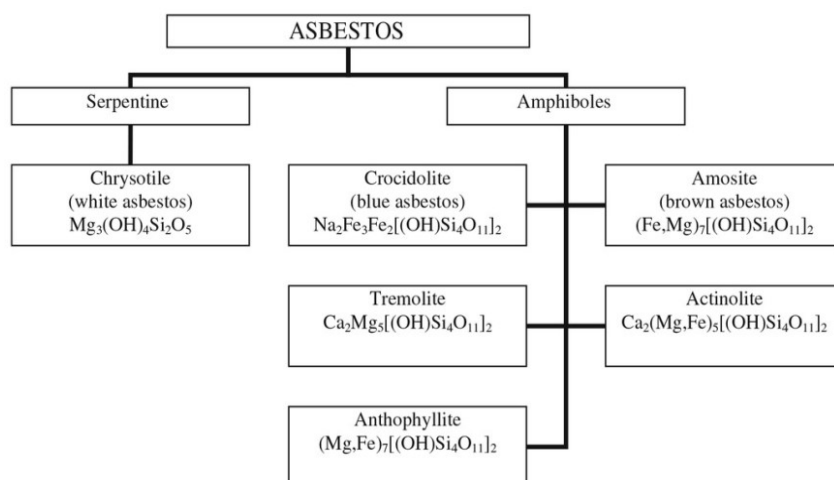 ASBESTOS
Serpentine
Amphiboles
Chrysotile
(white asbestos)
Mg₃(OH)₄Si₂O₅
Crocidolite
(blue asbestos)
Na₂Fe₃Fe₂[(OH)Si₄O₁₁]₂
Amosite
(brown asbestos)
(Fe,Mg)₇[(OH)Si₄O₁₁]₂
Tremolite
Ca₂Mg₅[(OH)Si₄O₁₁]₂
Actinolite
Ca₂(Mg,Fe)₅[(OH)Si₄O₁₁]₂
Anthophyllite
(Mg,Fe)₇[(OH)Si₄O₁₁]₂